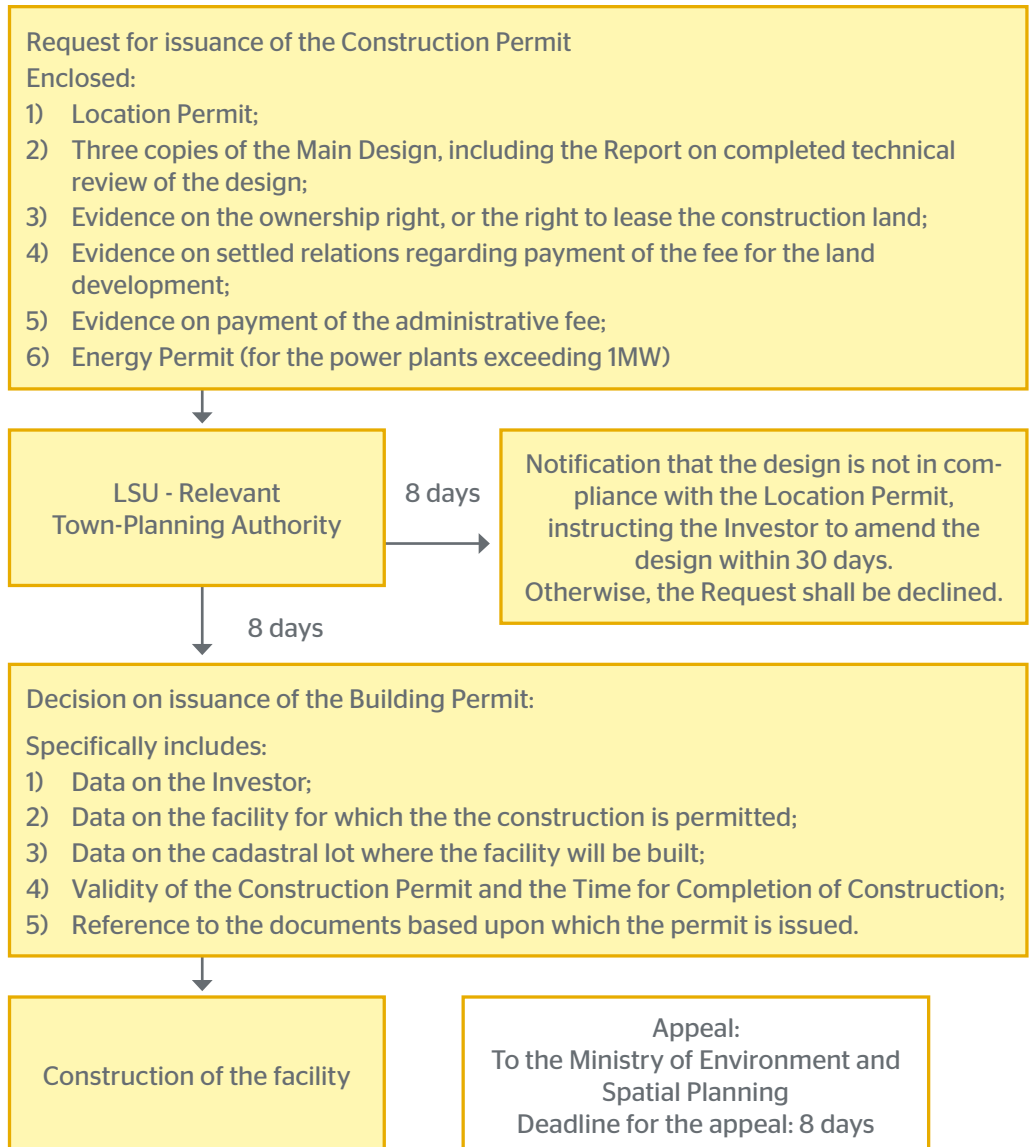 Request for issuance of the Construction Permit
Enclosed:
1) Location Permit;
2) Three copies of the Main Design, including the Report on completed technical
review of the design;
3) Evidence on the ownership right, or the right to lease the construction land;
4) Evidence on settled relations regarding payment of the fee for the land
development;
5) Evidence on payment of the administrative fee;
6) Energy Permit (for the power plants exceeding 1MW)
LSU - Relevant
Town-Planning Authority
8 days
Notification that the design is not in com-
pliance with the Location Permit,
instructing the Investor to amend the
design within 30 days.
Otherwise, the Request shall be declined.
8 days
Decision on issuance of the Building Permit:
Specifically includes:
1) Data on the Investor;
2) Data on the facility for which the the construction is permitted;
3) Data on the cadastral lot where the facility will be built;
4) Validity of the Construction Permit and the Time for Completion of Construction;
5) Reference to the documents based upon which the permit is issued.
Construction of the facility
Appeal:
To the Ministry of Environment and
Spatial Planning
Deadline for the appeal: 8 days